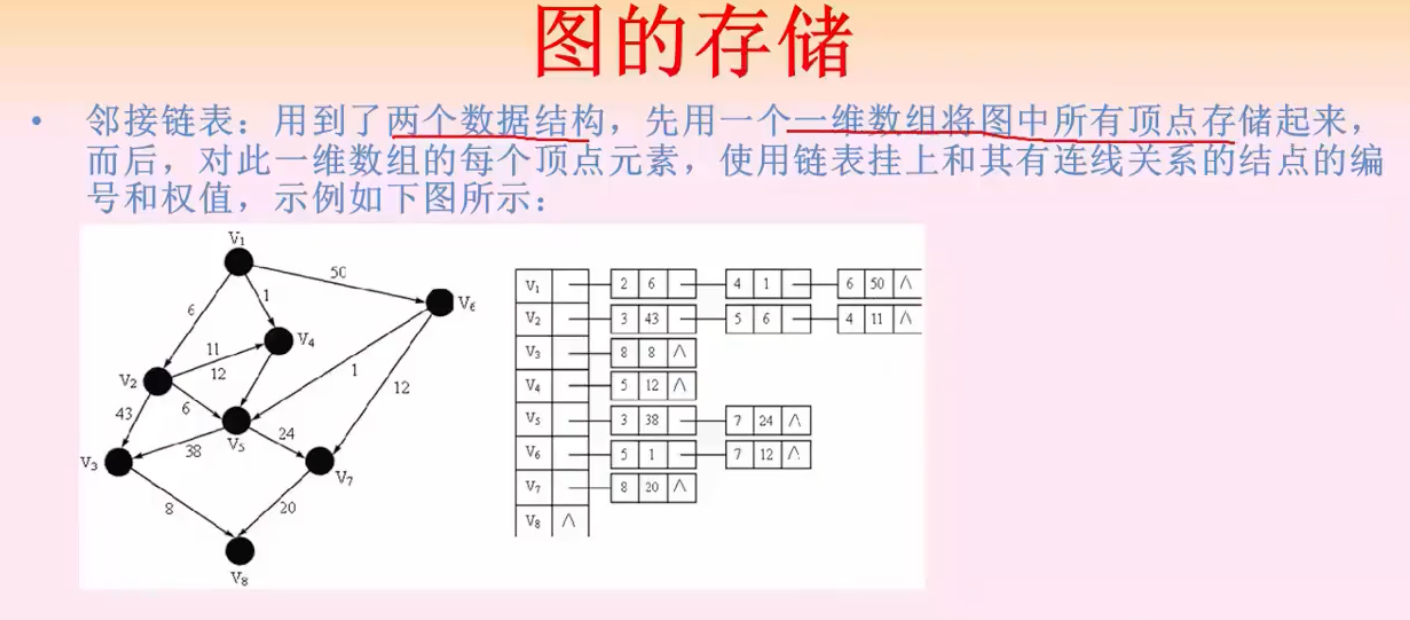 图的存储
• 邻接链表：用到了两个数据结构，先用一个一维数组将图中所有顶点存储起来，
而后，对此一维数组的每个顶点元素，使用链表挂上和其有连线关系的结点的编
号和权值，示例如下图所示：
V1
50
V6
6
1
V4
11
12
V2
1
12
43
6
V5
24
38
V3
V7
8
20
V8
V1 2 6 4 1 6 50 ∧
V2 3 43 5 6 4 11 ∧
V3 8 8 ∧
V4 5 12 ∧
V5 3 38 7 24 ∧
V6 5 1 7 12 ∧
V7 8 20 ∧
V8 ∧